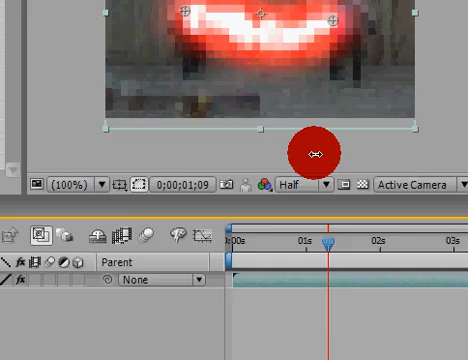 (100%) 0;00;01;09 Half Active Camera
:00s 01s 02s 03s
Parent
None